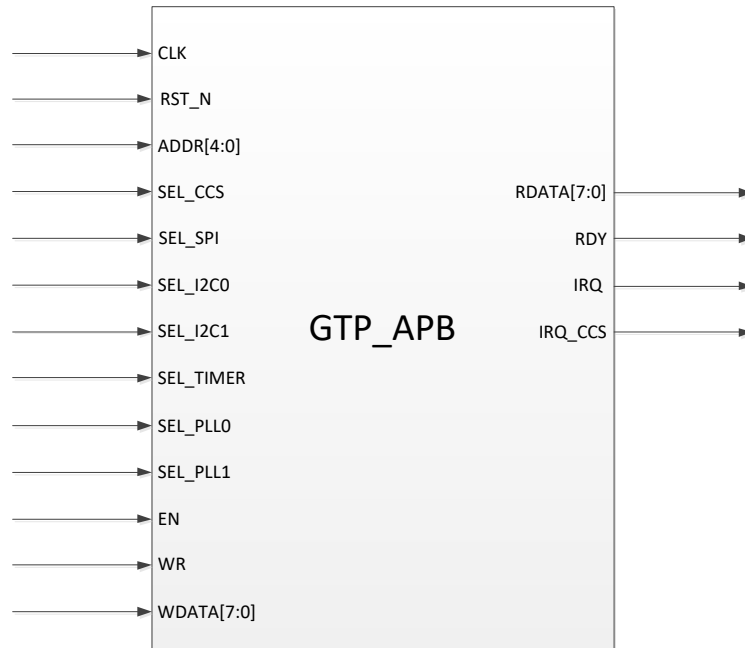 CLK
RST_N
ADDR[4:0]
SEL_CCS
SEL_SPI
SEL_I2C0
SEL_I2C1
SEL_TIMER
SEL_PLL0
SEL_PLL1
EN
WR
WDATA[7:0]
GTP_APB
RDATA[7:0]
RDY
IRQ
IRQ_CCS